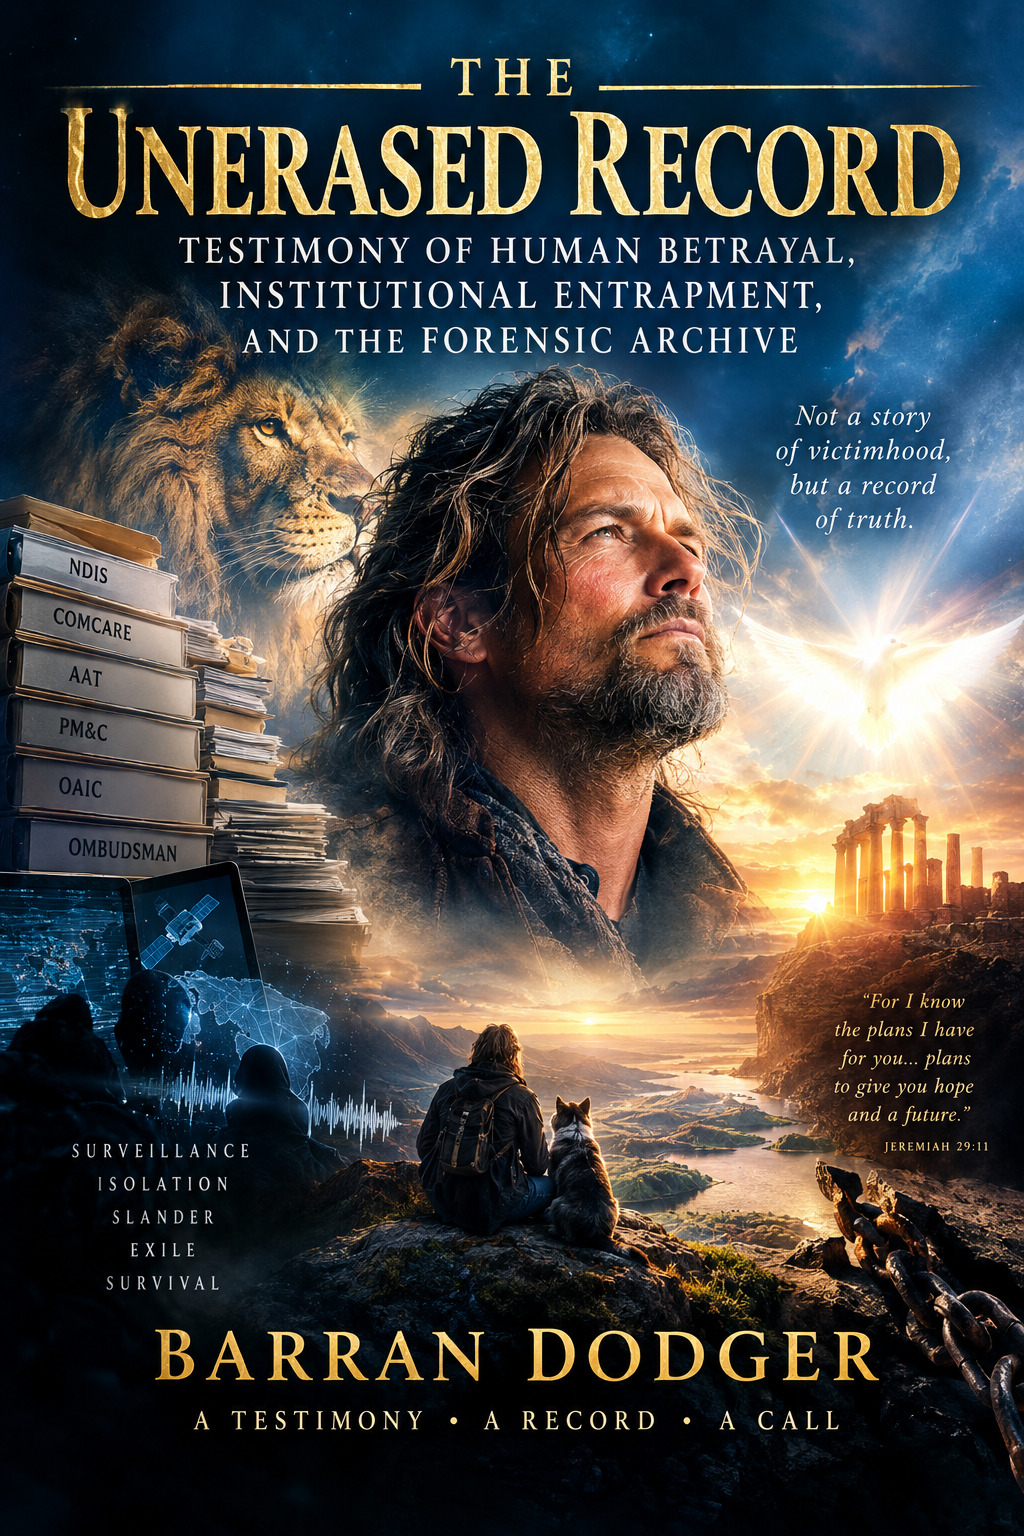 THE
UNERASED RECORD
TESTIMONY OF HUMAN BETRAYAL,
INSTITUTIONAL ENTRAPMENT,
AND THE FORENSIC ARCHIVE
Not a story
of victimhood,
but a record
of truth.
NDIS
COMCARE
AAT
PM&C
OAIC
OMBUDSMAN
“For I know
the plans I have
for you... plans
to give you hope
and a future.”
JEREMIAH 29:11
SURVEILLANCE
ISOLATION
SLANDER
EXILE
SURVIVAL
BARRAN DODGER
A TESTIMONY • A RECORD • A CALL